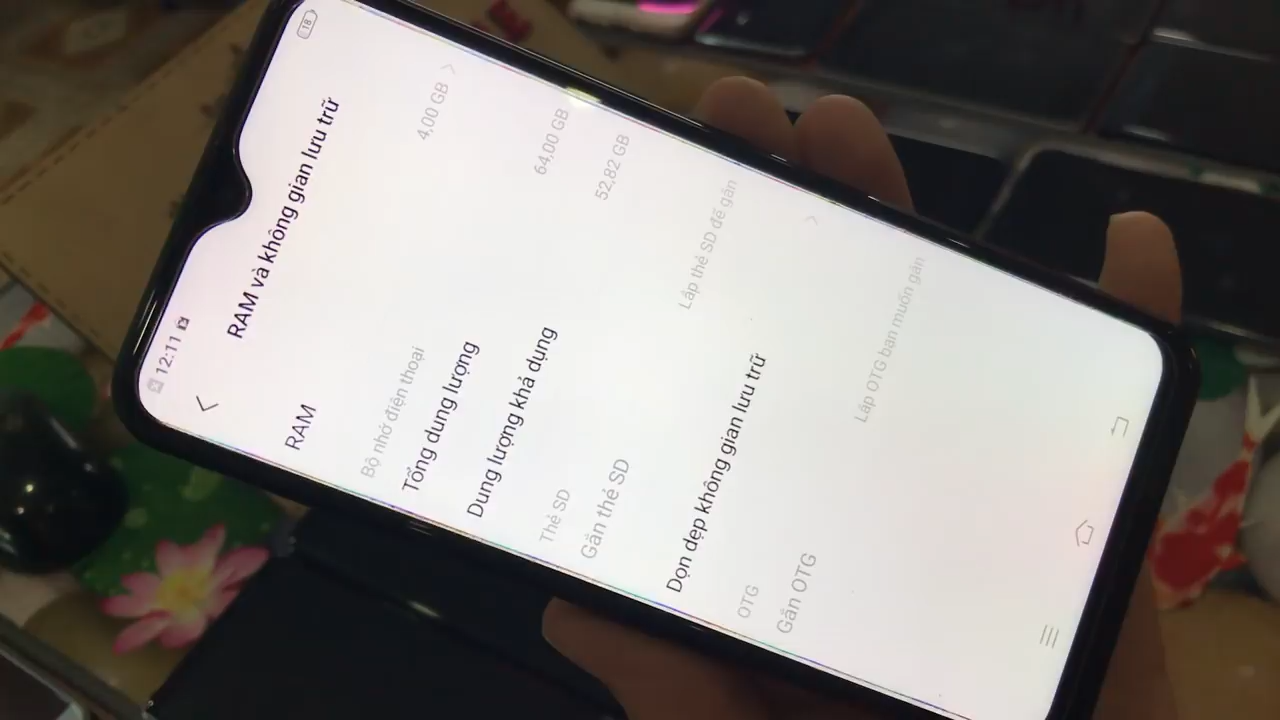 12:11
18
RAM và không gian lưu trữ
RAM 4,00 GB
Bộ nhớ điện thoại
Tổng dung lượng 64,00 GB
Dung lượng khả dụng 52,82 GB
Thẻ SD
Gắn thẻ SD Lắp thẻ SD để gắn
Dọn dẹp không gian lưu trữ
OTG
Gắn OTG Lắp OTG bạn muốn gắn